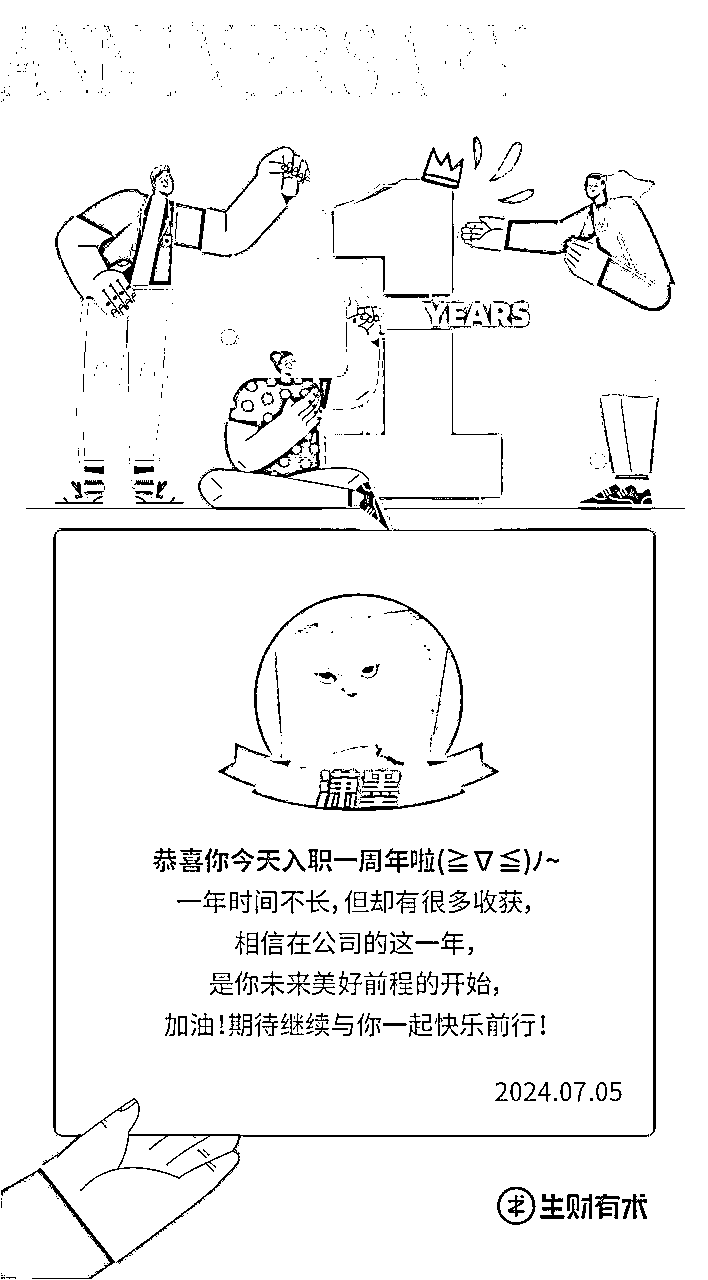 ANNIVERSARY
YEARS
潇墨
恭喜你今天入职一周年啦(≧∇≦)ﾉ~
一年时间不长,但却有很多收获,
相信在公司的这一年,
是你未来美好前程的开始,
加油!期待继续与你一起快乐前行!
2024.07.05
生财有术